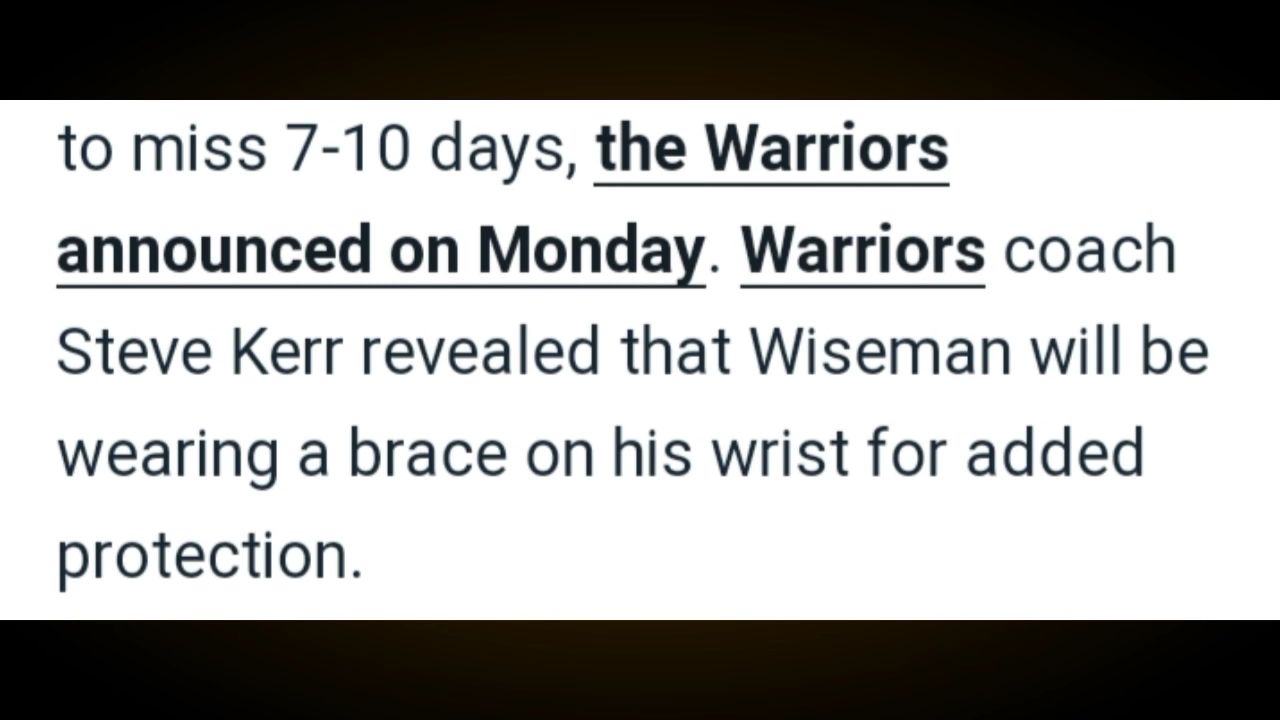 to miss 7-10 days, the Warriors
announced on Monday. Warriors coach
Steve Kerr revealed that Wiseman will be
wearing a brace on his wrist for added
protection.